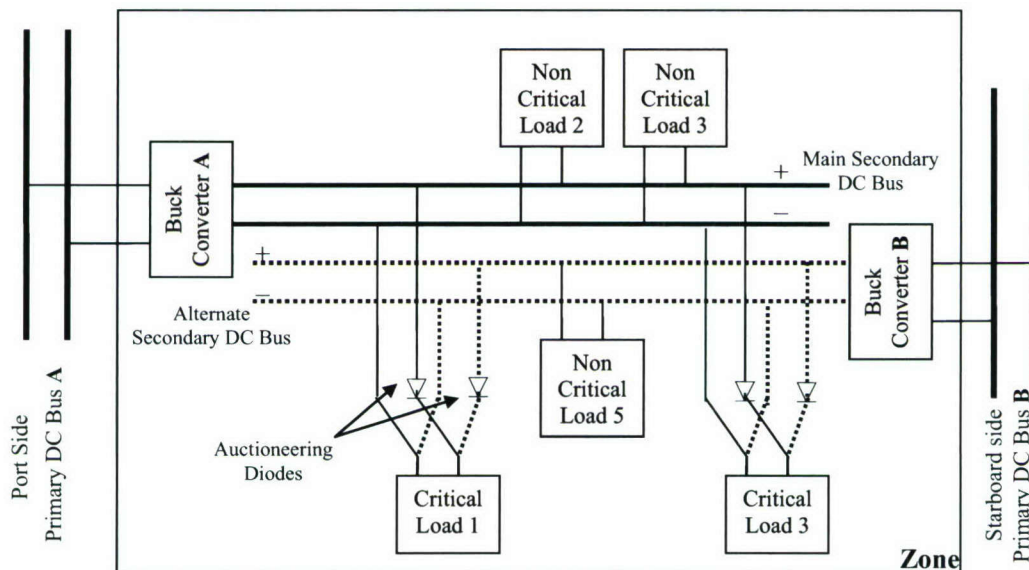 Non
Critical
Load 2
Non
Critical
Load 3
+
Main Secondary
DC Bus
−
Buck
Converter A
+
−
Buck
Converter B
Alternate
Secondary DC Bus
Non
Critical
Load 5
Auctioneering
Diodes
Critical
Load 1
Critical
Load 3
Port Side
Primary DC Bus A
Starboard side
Primary DC Bus B
Zone